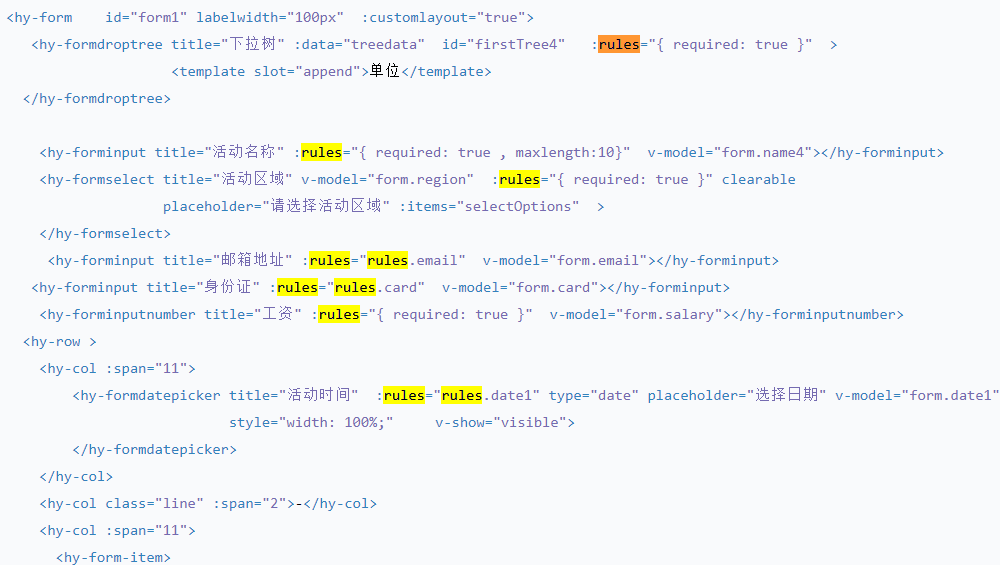 <hy-form    id="form1" labelwidth="100px"  :customlayout="true">
<hy-formdroptree title="下拉树" :data="treedata"  id="firstTree4"   :rules="{ required: true }"  >
<template slot="append">单位</template>
</hy-formdroptree>
<hy-forminput title="活动名称" :rules="{ required: true , maxlength:10}"  v-model="form.name4"></hy-forminput>
<hy-formselect title="活动区域" v-model="form.region"  :rules="{ required: true }" clearable
placeholder="请选择活动区域" :items="selectOptions"  >
</hy-formselect>
<hy-forminput title="邮箱地址" :rules="rules.email"  v-model="form.email"></hy-forminput>
<hy-forminput title="身份证" :rules="rules.card"  v-model="form.card"></hy-forminput>
<hy-forminputnumber title="工资" :rules="{ required: true }"  v-model="form.salary"></hy-forminputnumber>
<hy-row >
<hy-col :span="11">
<hy-formdatepicker title="活动时间"  :rules="rules.date1" type="date" placeholder="选择日期" v-model="form.date1"
style="width: 100%;"     v-show="visible">
</hy-formdatepicker>
</hy-col>
<hy-col class="line" :span="2">-</hy-col>
<hy-col :span="11">
<hy-form-item>